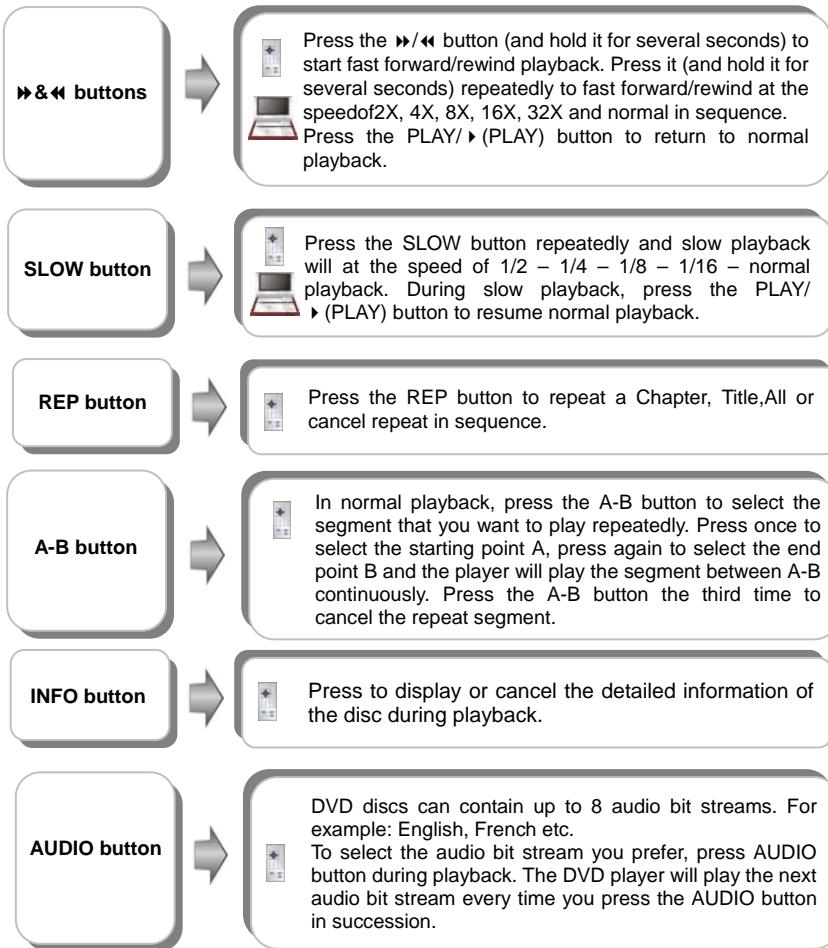 ⏩&⏪ buttons
Press the ⏩/⏪ button (and hold it for several seconds) to
start fast forward/rewind playback. Press it (and hold it for
several seconds) repeatedly to fast forward/rewind at the
speedof2X, 4X, 8X, 16X, 32X and normal in sequence.
Press the PLAY/ ▶ (PLAY) button to return to normal
playback.
SLOW button
Press the SLOW button repeatedly and slow playback
will at the speed of 1/2 – 1/4 – 1/8 – 1/16 – normal
playback. During slow playback, press the PLAY/
▶ (PLAY) button to resume normal playback.
REP button
Press the REP button to repeat a Chapter, Title,All or
cancel repeat in sequence.
A-B button
In normal playback, press the A-B button to select the
segment that you want to play repeatedly. Press once to
select the starting point A, press again to select the end
point B and the player will play the segment between A-B
continuously. Press the A-B button the third time to
cancel the repeat segment.
INFO button
Press to display or cancel the detailed information of
the disc during playback.
AUDIO button
DVD discs can contain up to 8 audio bit streams. For
example: English, French etc.
To select the audio bit stream you prefer, press AUDIO
button during playback. The DVD player will play the next
audio bit stream every time you press the AUDIO button
in succession.